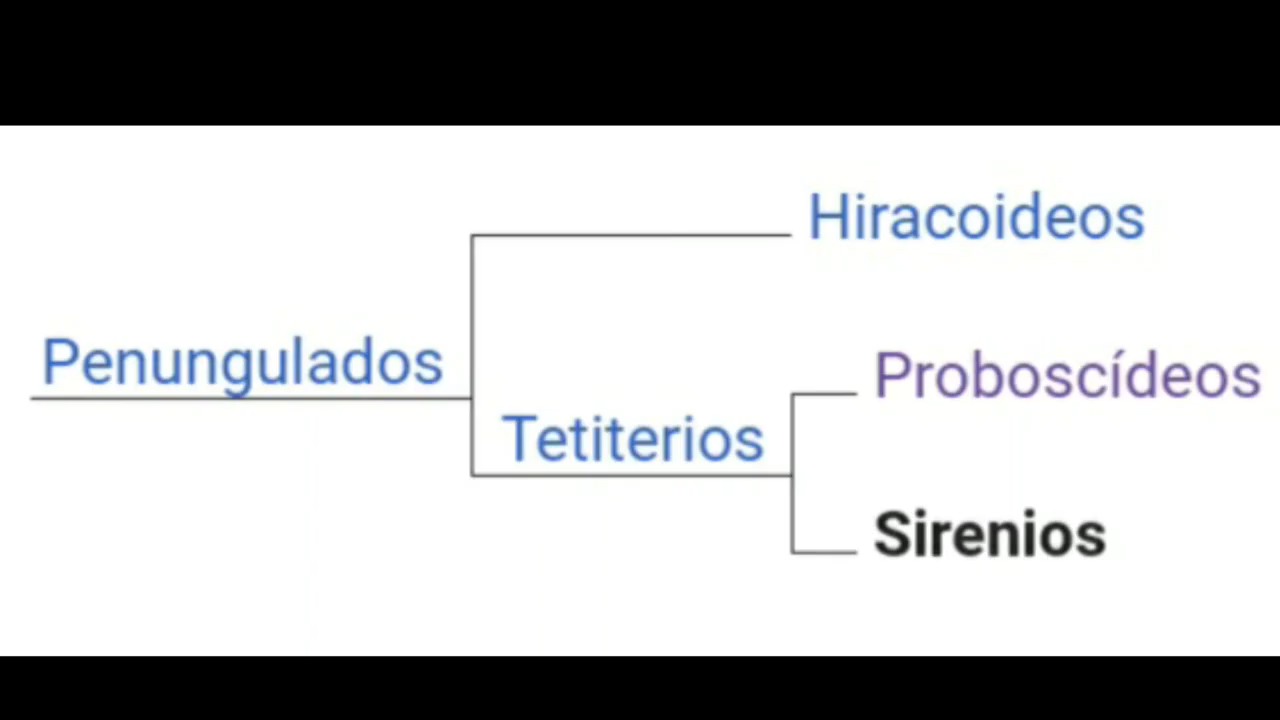 Hiracoideos
Penungulados
Proboscídeos
Tetiterios
Sirenios